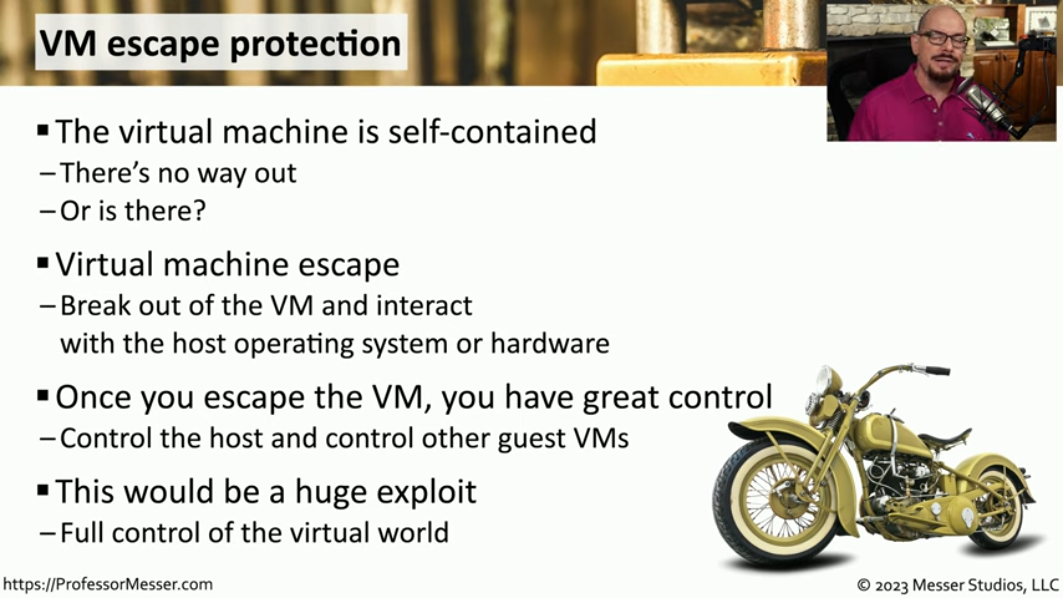 VM escape protection
▪ The virtual machine is self-contained
– There’s no way out
– Or is there?
▪ Virtual machine escape
– Break out of the VM and interact
with the host operating system or hardware
▪ Once you escape the VM, you have great control
– Control the host and control other guest VMs
▪ This would be a huge exploit
– Full control of the virtual world
https://ProfessorMesser.com
© 2023 Messer Studios, LLC